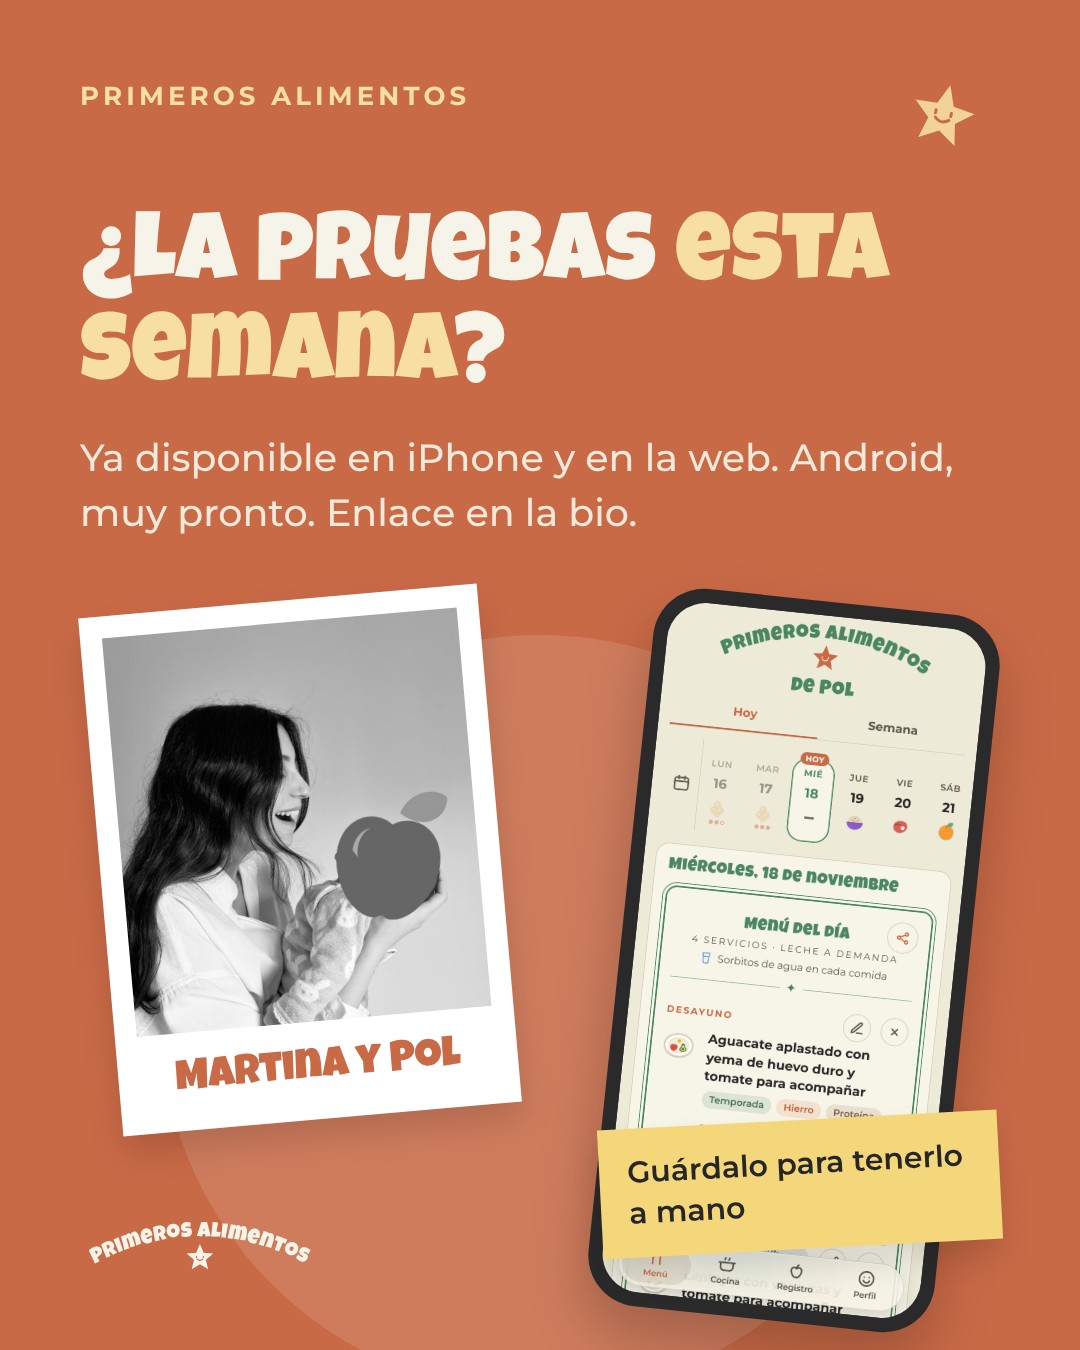 PRIMEROS ALIMENTOS
¿LA PRUEBAS ESTA
SEMANA?
Ya disponible en iPhone y en la web. Android,
muy pronto. Enlace en la bio.
MARTINA Y POL
PRIMEROS ALIMENTOS
PRIMEROS ALIMENTOS
DE POL
Hoy
Semana
HOY
LUN
MAR
MIÉ
JUE
VIE
SÁB
16
17
18
19
20
21
Miércoles, 18 de noviembre
Menú del día
4 SERVICIOS · LECHE A DEMANDA
Sorbitos de agua en cada comida
DESAYUNO
Aguacate aplastado con
yema de huevo duro y
tomate para acompañar
Temporada
Hierro
Proteína
Guárdalo para tenerlo
a mano
Menú
Cocina
Registro
Perfil
tomate para acompañar